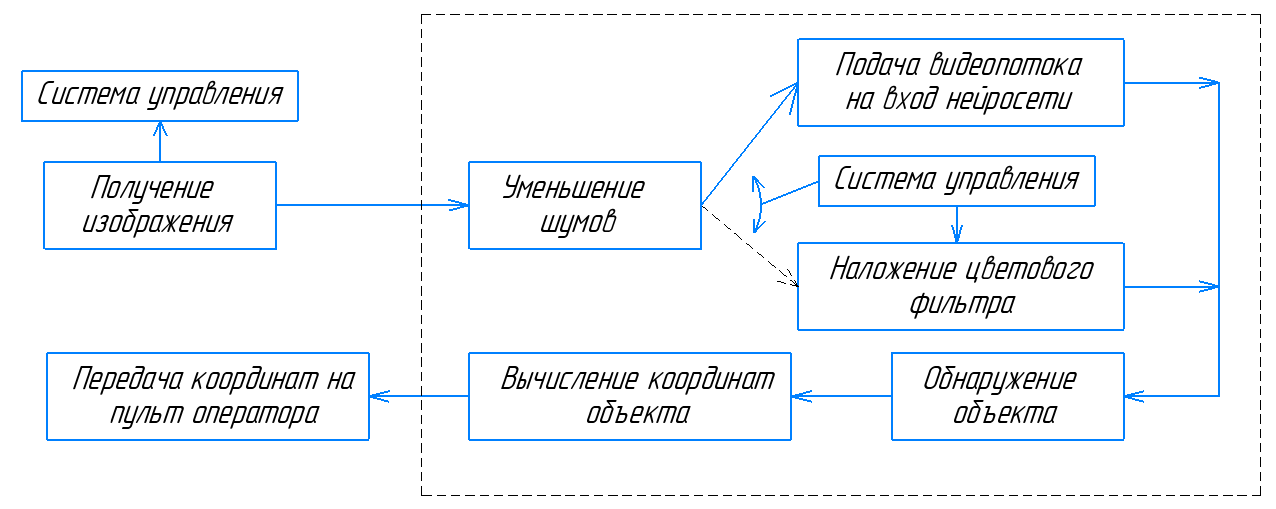 Система управления
Получение
изображения
Уменьшение
шумов
Подача видеопотока
на вход нейросети
Система управления
Наложение цветового
фильтра
Обнаружение
объекта
Вычисление координат
объекта
Передача координат на
пульт оператора